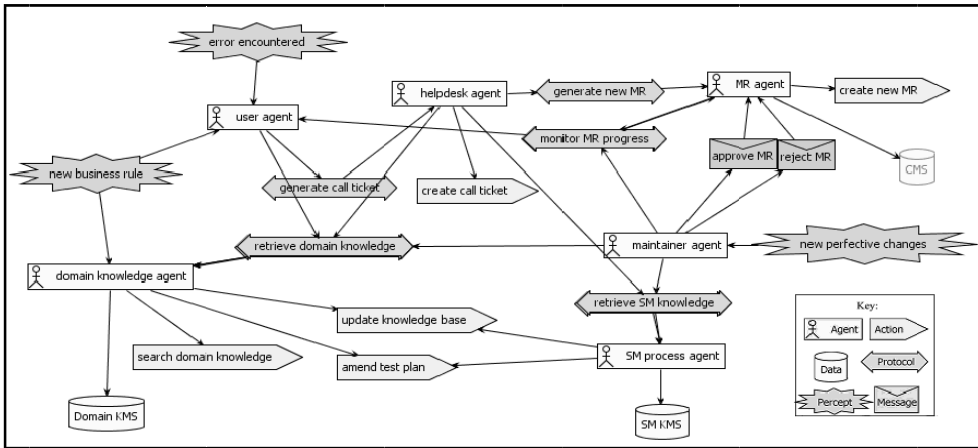 error encountered
helpdesk agent
generate new MR
MR agent
create new MR
user agent
monitor MR progress
approve MR
reject MR
CMS
new business rule
generate call ticket
create call ticket
retrieve domain knowledge
maintainer agent
new perfective changes
domain knowledge agent
retrieve SM knowledge
update knowledge base
search domain knowledge
amend test plan
SM process agent
Domain KMS
SM KMS
Key:
Agent
Action
Data
Protocol
Percept
Message